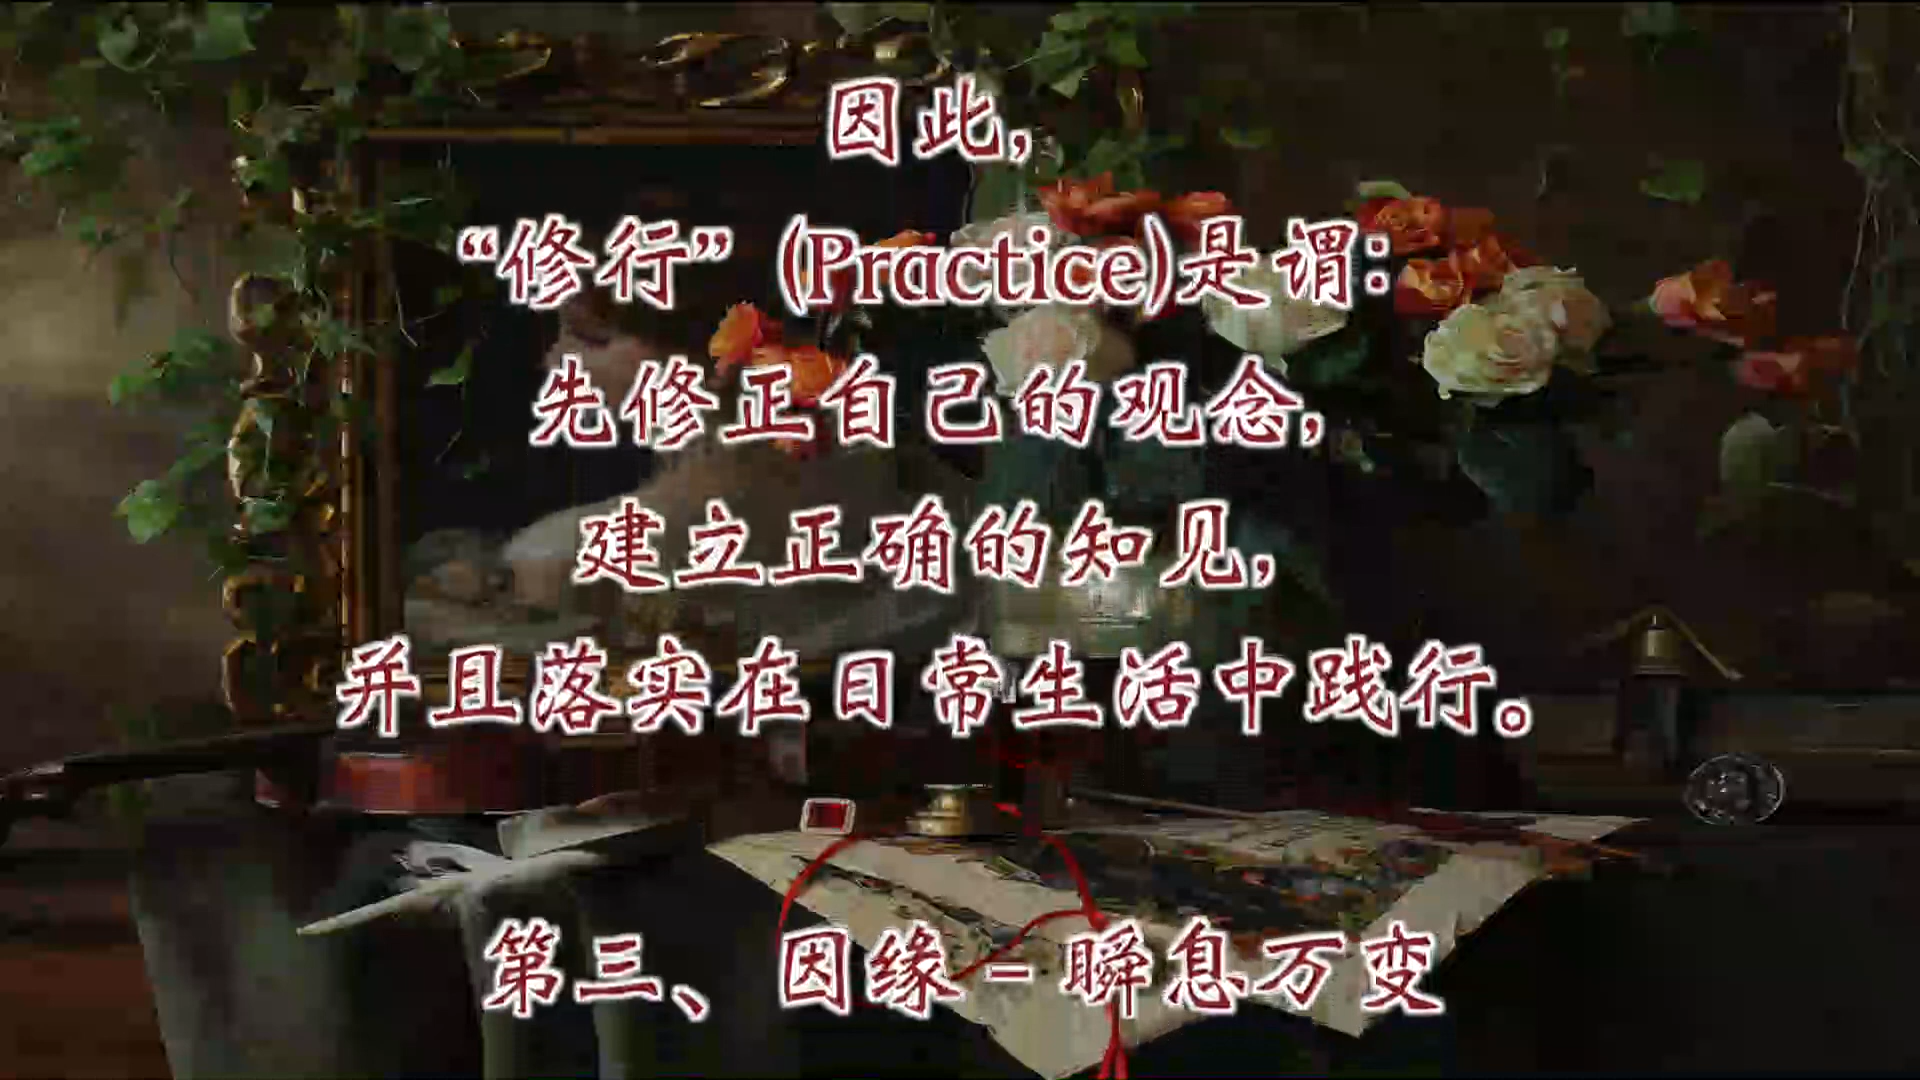 因此，
“修行” (Practice)是谓：
先修正自己的观念，
建立正确的知见，
并且落实在日常生活中践行。
第三、因缘 – 瞬息万变